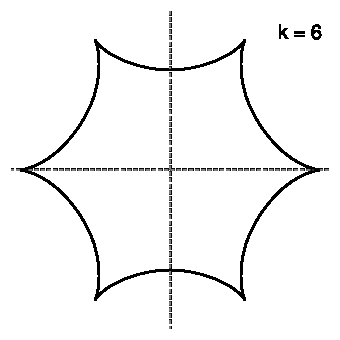 k = 6